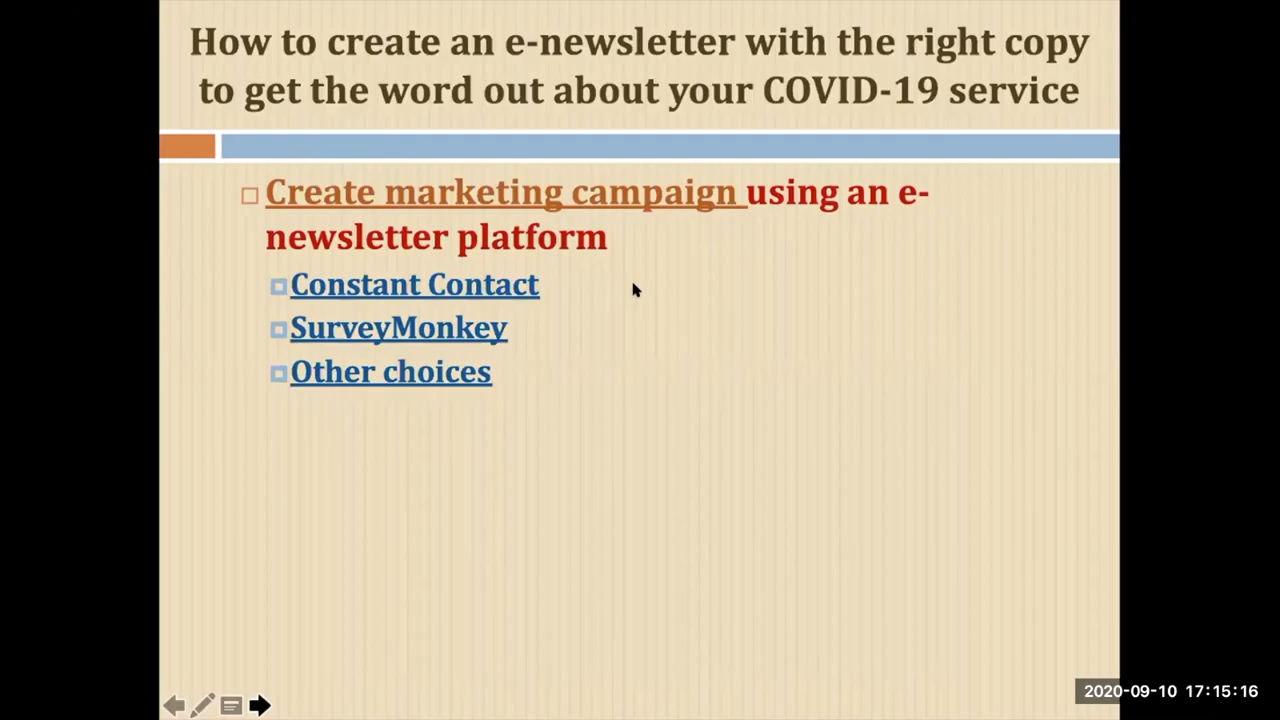 How to create an e-newsletter with the right copy
to get the word out about your COVID-19 service
Create marketing campaign using an e-
newsletter platform
Constant Contact
SurveyMonkey
Other choices
2020-09-10 17:15:16